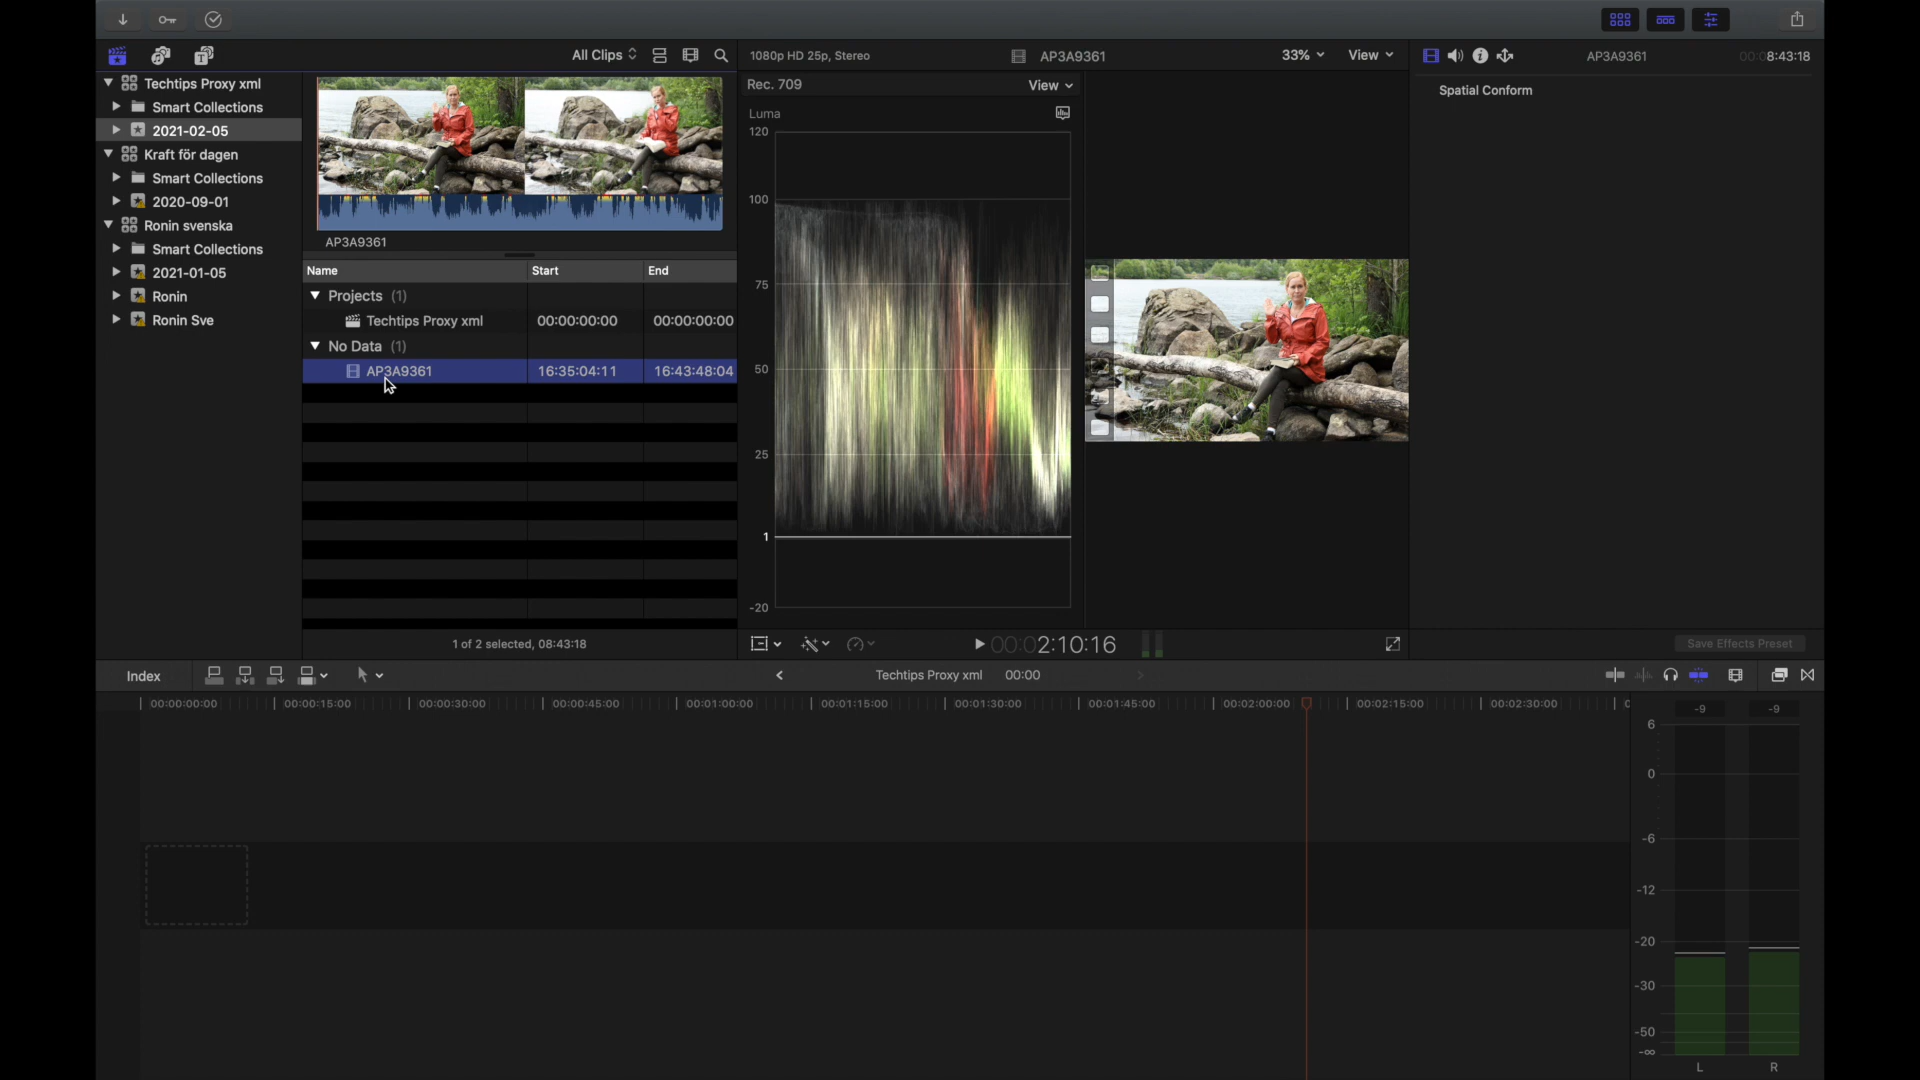 All Clips
1080p HD 25p, Stereo
AP3A9361
33%
View
AP3A9361
00:08:43:18
Techtips Proxy xml
Smart Collections
2021-02-05
Kraft för dagen
Smart Collections
2020-09-01
Ronin svenska
Smart Collections
2021-01-05
Ronin
Ronin Sve
AP3A9361
Name
Start
End
Projects (1)
Techtips Proxy xml
00:00:00:00
00:00:00:00
No Data (1)
AP3A9361
16:35:04:11
16:43:48:04
1 of 2 selected, 08:43:18
Rec. 709
View
Luma
120
100
75
50
25
1
-20
00:02:10:16
Spatial Conform
Save Effects Preset
Index
Techtips Proxy xml
00:00
00:00:00:00
00:00:15:00
00:00:30:00
00:00:45:00
00:01:00:00
00:01:15:00
00:01:30:00
00:01:45:00
00:02:00:00
00:02:15:00
00:02:30:00
-9
-9
6
0
-6
-12
-20
-30
-50
-∞
L
R